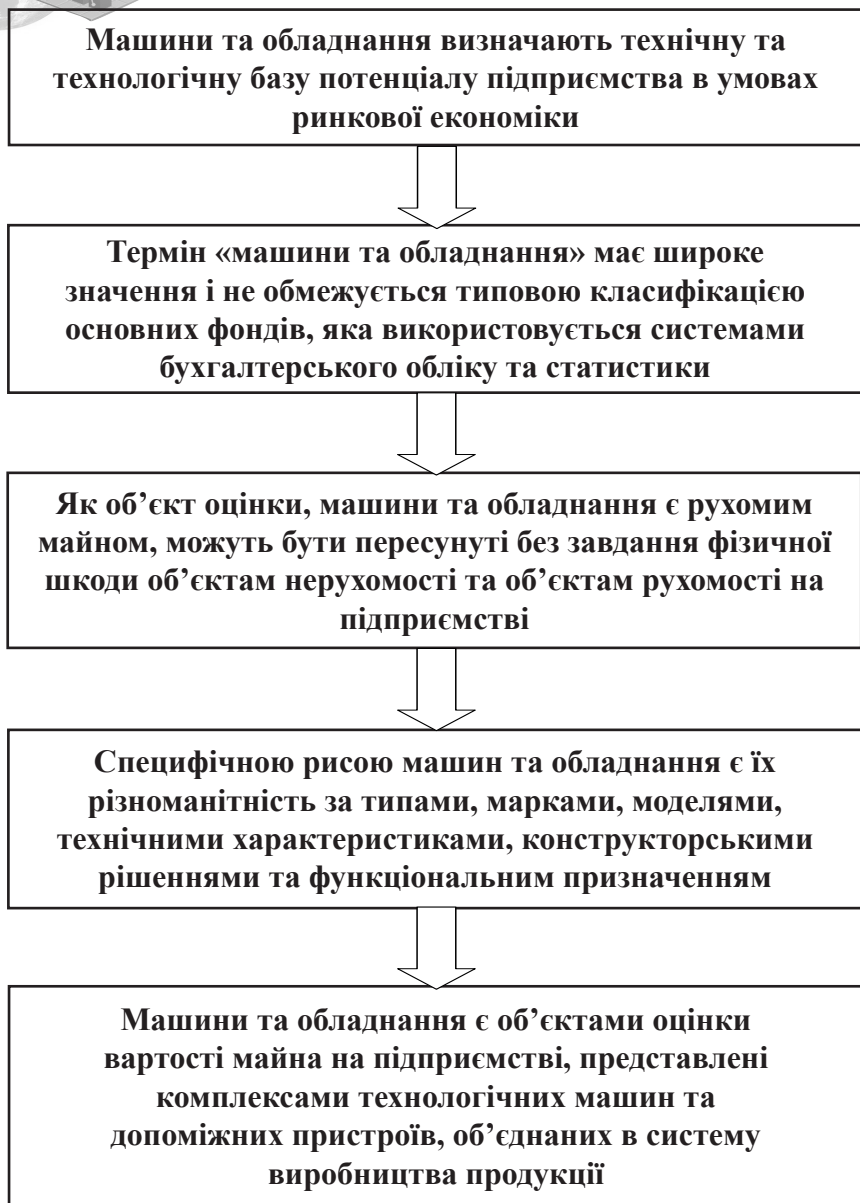 Машини та обладнання визначають технічну та
технологічну базу потенціалу підприємства в умовах
ринкової економіки
Термін «машини та обладнання» має широке
значення і не обмежується типовою класифікацією
основних фондів, яка використовується системами
бухгалтерського обліку та статистики
Як об’єкт оцінки, машини та обладнання є рухомим
майном, можуть бути пересунуті без завдання фізичної
шкоди об’єктам нерухомості та об’єктам рухомості на
підприємстві
Специфічною рисою машин та обладнання є їх
різноманітність за типами, марками, моделями,
технічними характеристиками, конструкторськими
рішеннями та функціональним призначенням
Машини та обладнання є об’єктами оцінки
вартості майна на підприємстві, представлені
комплексами технологічних машин та
допоміжних пристроїв, об’єднаних в систему
виробництва продукції